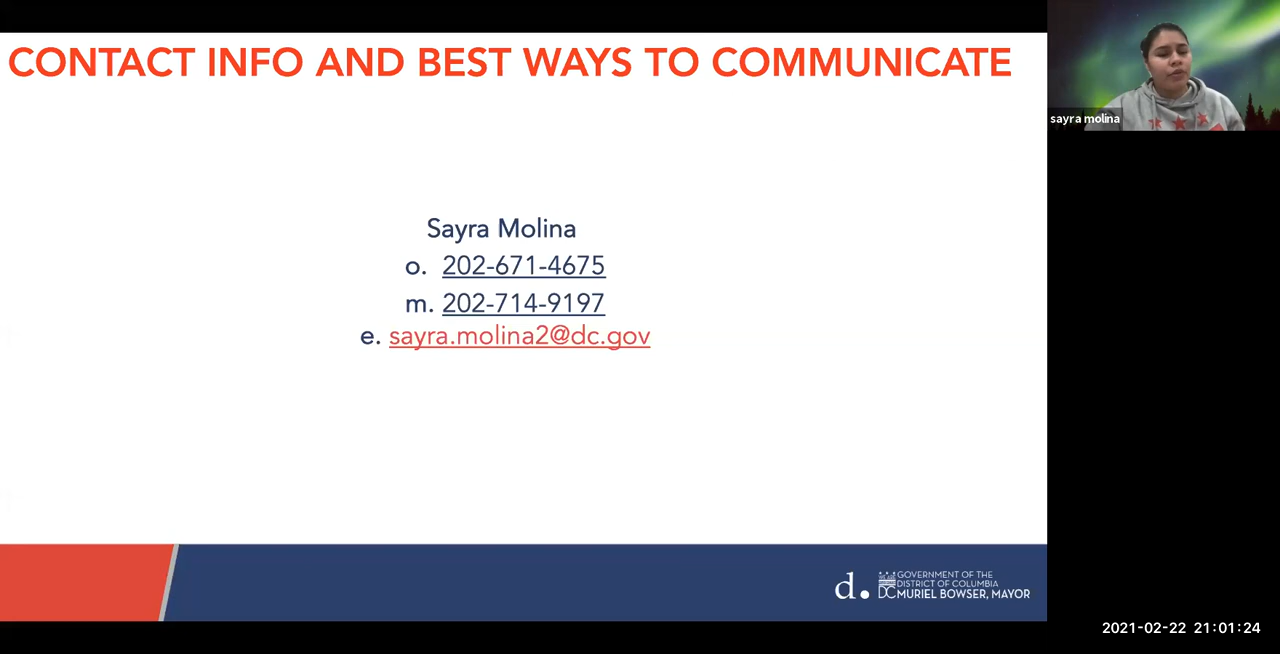 CONTACT INFO AND BEST WAYS TO COMMUNICATE
sayra molina
Sayra Molina
o. 202-671-4675
m. 202-714-9197
e. sayra.molina2@dc.gov
d.
GOVERNMENT OF THE
DISTRICT OF COLUMBIA
DC MURIEL BOWSER, MAYOR
2021-02-22 21:01:24